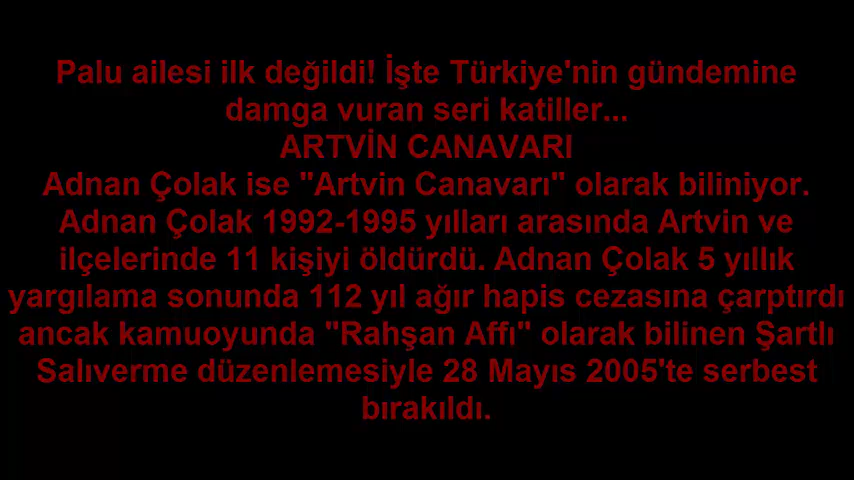 Palu ailesi ilk değildi! İşte Türkiye'nin gündemine
damga vuran seri katiller...
ARTVİN CANAVARI
Adnan Çolak ise "Artvin Canavarı" olarak biliniyor.
Adnan Çolak 1992-1995 yılları arasında Artvin ve
ilçelerinde 11 kişiyi öldürdü. Adnan Çolak 5 yıllık
yargılama sonunda 112 yıl ağır hapis cezasına çarptırdı
ancak kamuoyunda "Rahşan Affı" olarak bilinen Şartlı
Salıverme düzenlemesiyle 28 Mayıs 2005'te serbest
bırakıldı.